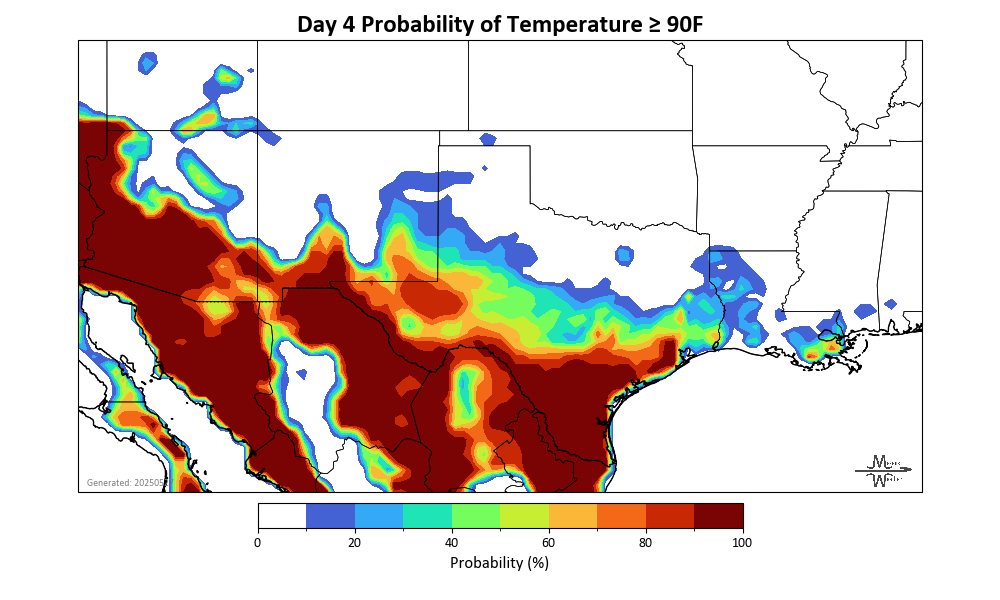 Day 4 Probability of Temperature ≥ 90F
Generated: 202505
0 20 40 60 80 100
Probability (%)